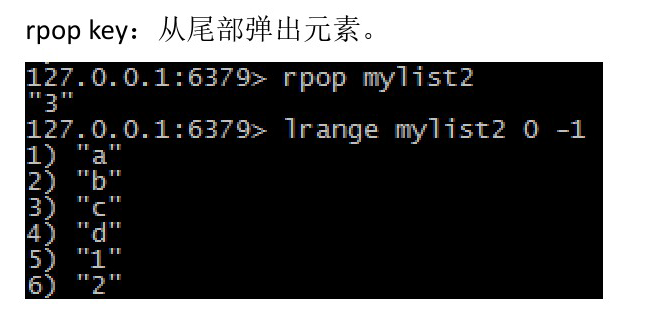 rpop key：从尾部弹出元素。
127.0.0.1:6379> rpop mylist2
"3"
127.0.0.1:6379> lrange mylist2 0 -1
1) "a"
2) "b"
3) "c"
4) "d"
5) "1"
6) "2"